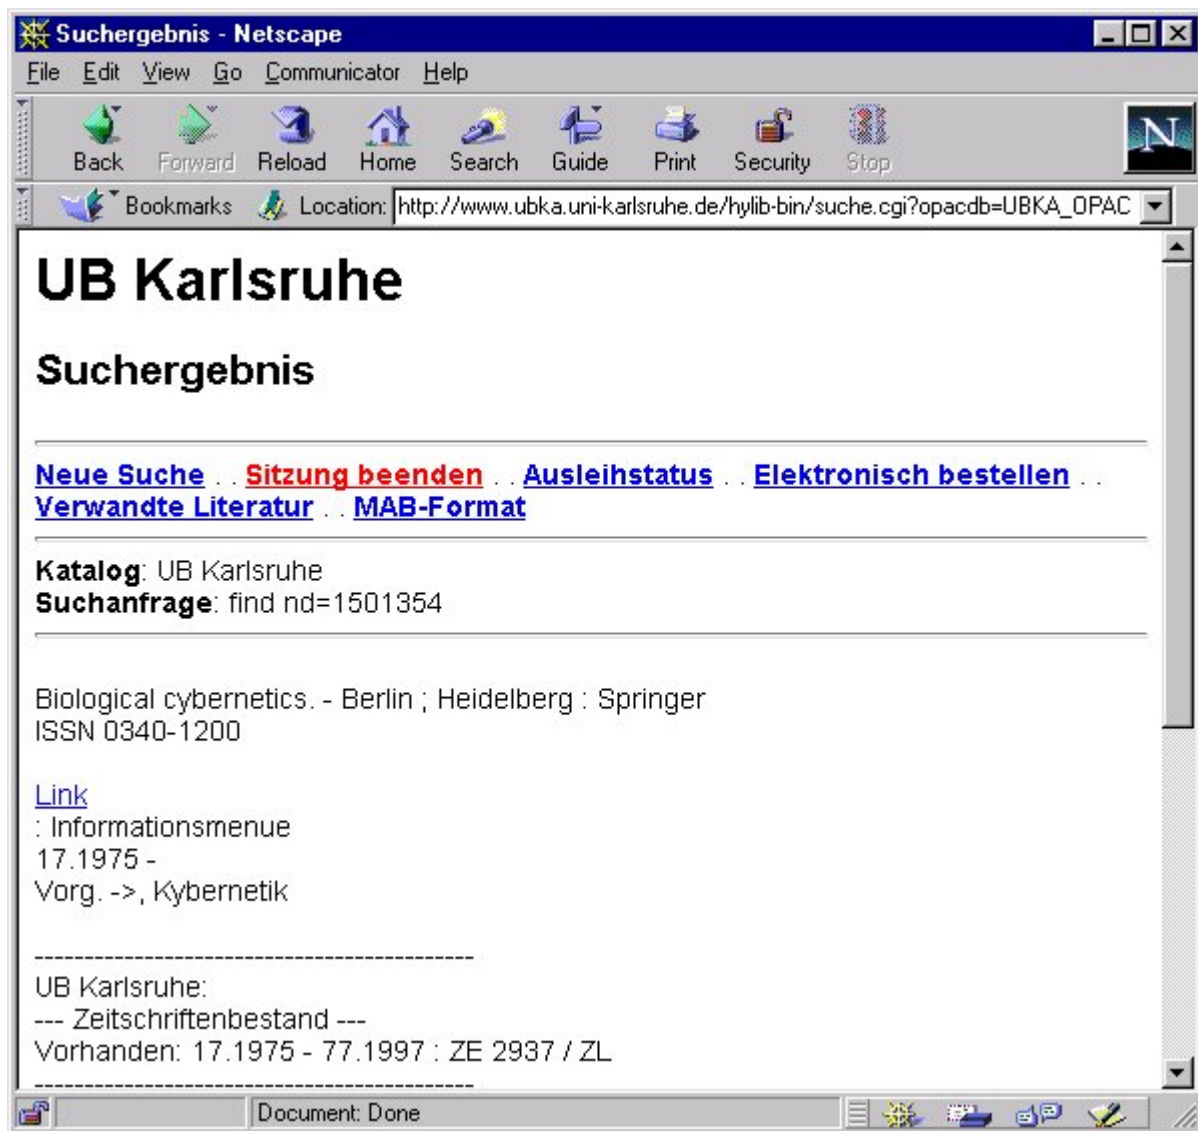 Suchergebnis - Netscape
File Edit View Go Communicator Help
Back Forward Reload Home Search Guide Print Security Stop
N
Bookmarks Location: http://www.ubka.uni-karlsruhe.de/hylib-bin/suche.cgi?opacdb=UBKA_OPAC
UB Karlsruhe
Suchergebnis
Neue Suche . . Sitzung beenden . . Ausleihstatus . . Elektronisch bestellen . .
Verwandte Literatur . . MAB-Format
Katalog: UB Karlsruhe
Suchanfrage: find nd=1501354
Biological cybernetics. - Berlin ; Heidelberg : Springer
ISSN 0340-1200
Link
: Informationsmenue
17.1975 -
Vorg. ->, Kybernetik
--------------------------------------------
UB Karlsruhe:
--- Zeitschriftenbestand ---
Vorhanden: 17.1975 - 77.1997 : ZE 2937 / ZL
--------------------------------------------
Document: Done